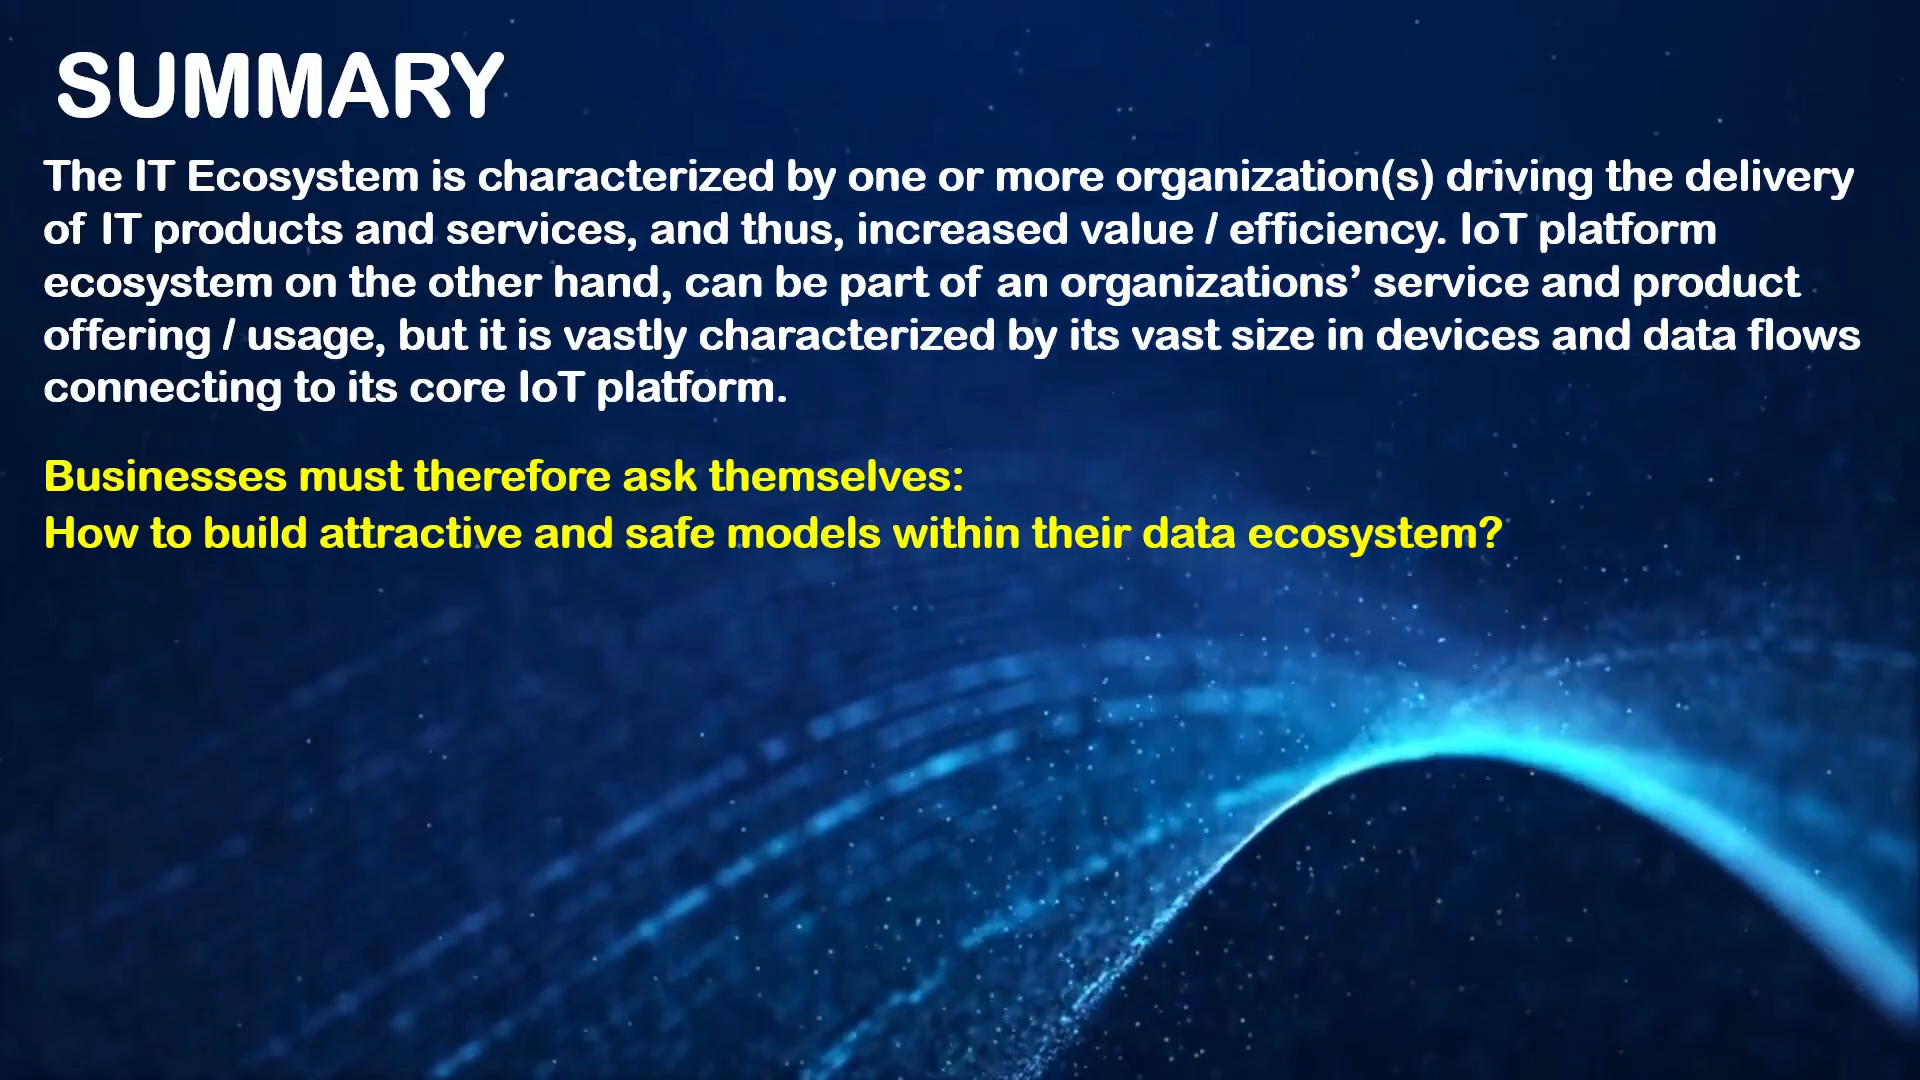 SUMMARY
The IT Ecosystem is characterized by one or more organization(s) driving the delivery
of IT products and services, and thus, increased value / efficiency. IoT platform
ecosystem on the other hand, can be part of an organizations’ service and product
offering / usage, but it is vastly characterized by its vast size in devices and data flows
connecting to its core IoT platform.
Businesses must therefore ask themselves:
How to build attractive and safe models within their data ecosystem?